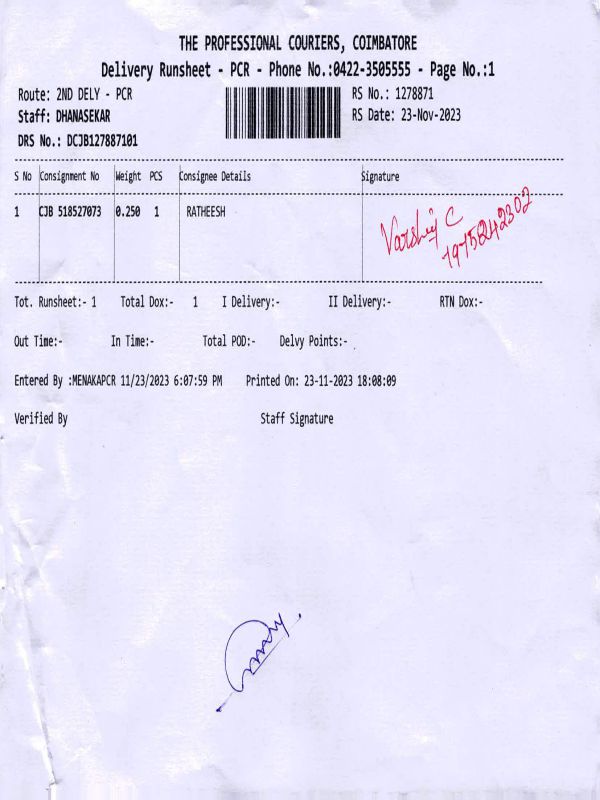 THE PROFESSIONAL COURIERS, COIMBATORE
Delivery Runsheet - PCR - Phone No.:0422-3505555 - Page No.:1
Route: 2ND DELY - PCR RS No.: 1278871
Staff: DHANASEKAR RS Date: 23-Nov-2023
DRS No.: DCJB127887101
S No Consignment No Weight PCS Consignee Details Signature
1 CJB 518527073 0.250 1 RATHEESH
7975242302
Tot. Runsheet:- 1 Total Dox:- 1 I Delivery:- II Delivery:- RTN Dox:-
Out Time:- In Time:- Total POD:- Delvy Points:-
Entered By :MENAKAPCR 11/23/2023 6:07:59 PM Printed On: 23-11-2023 18:08:09
Verified By Staff Signature